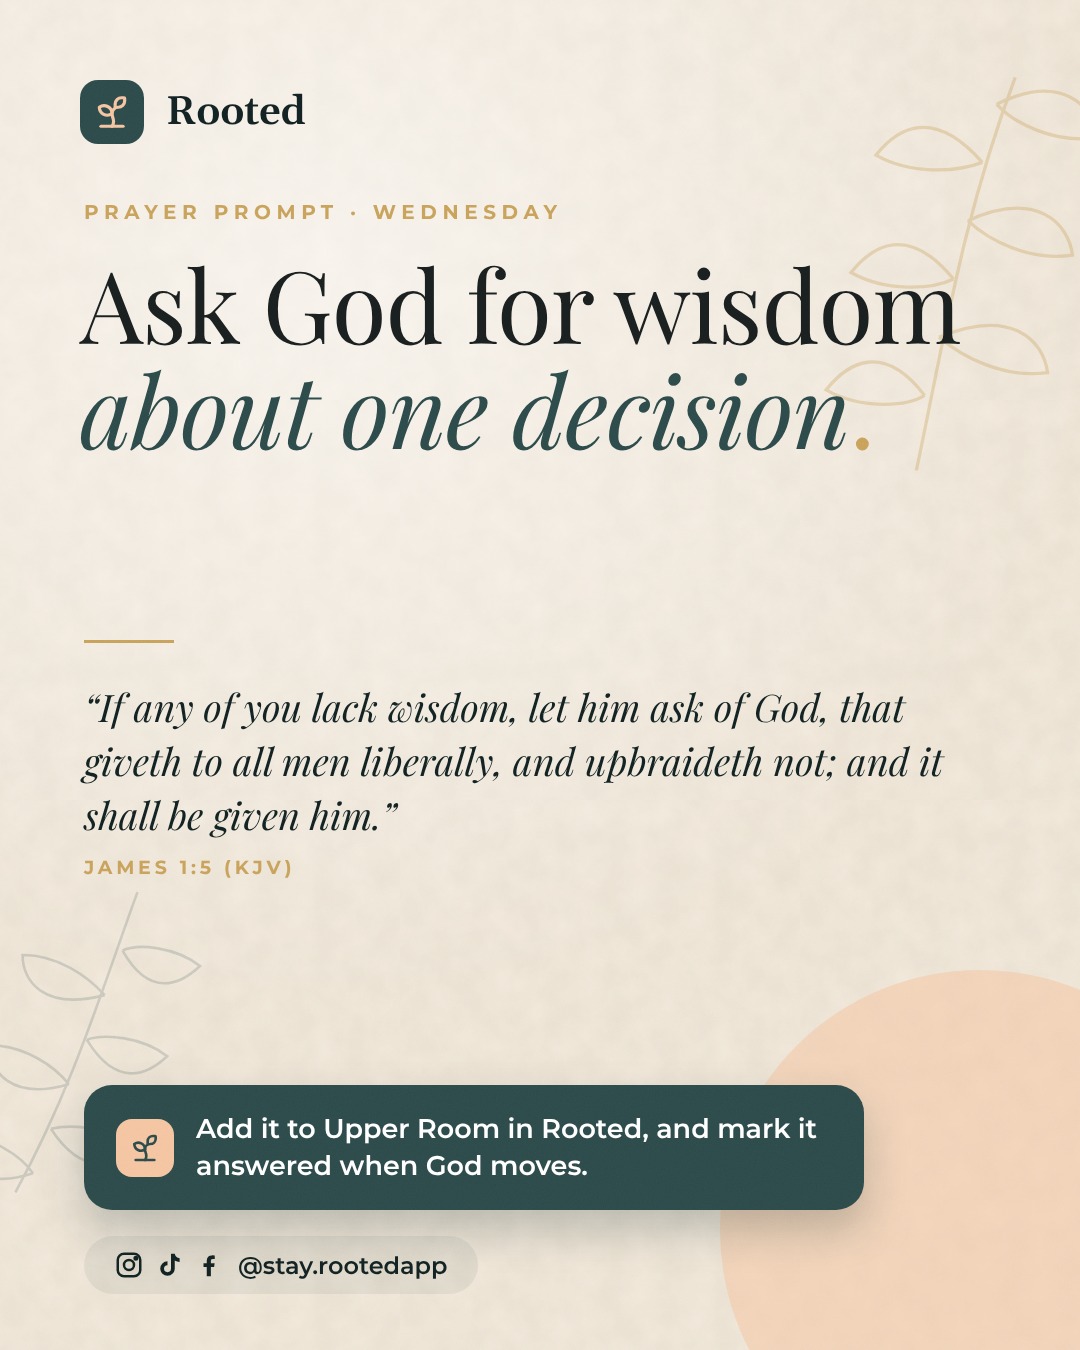 Rooted
PRAYER PROMPT · WEDNESDAY
Ask God for wisdom
about one decision.
“If any of you lack wisdom, let him ask of God, that
giveth to all men liberally, and upbraideth not; and it
shall be given him.”
JAMES 1:5 (KJV)
Add it to Upper Room in Rooted, and mark it
answered when God moves.
@stay.rootedapp